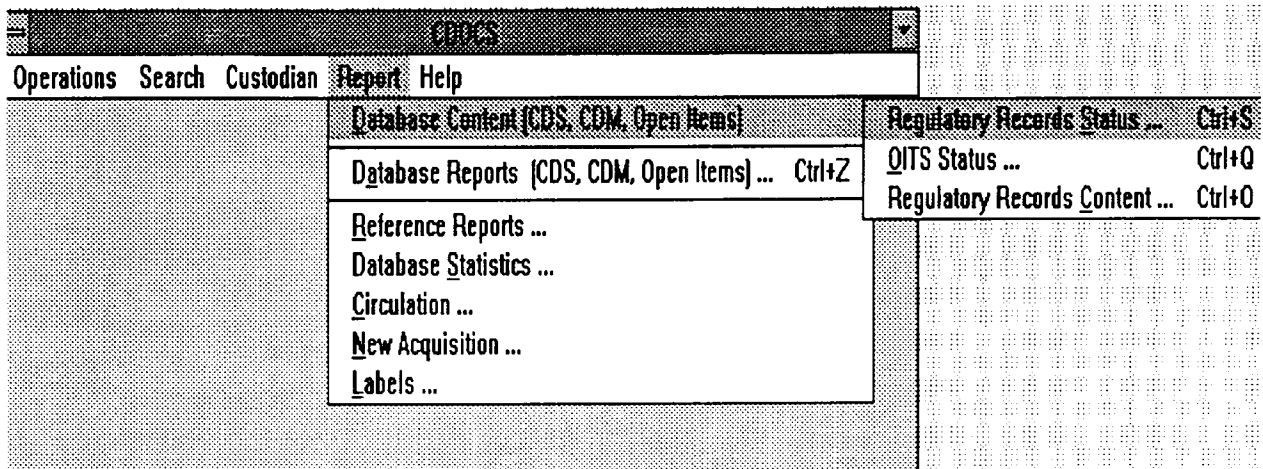 CDOCS
Operations Search Custodian Report Help
Database Content (CDS, CDM, Open Items)
Database Reports (CDS, CDM, Open Items) ... Ctrl+Z
Reference Reports ...
Database Statistics ...
Circulation ...
New Acquisition ...
Labels ...
Regulatory Records Status ... Ctrl+S
OITS Status ... Ctrl+Q
Regulatory Records Content ... Ctrl+O